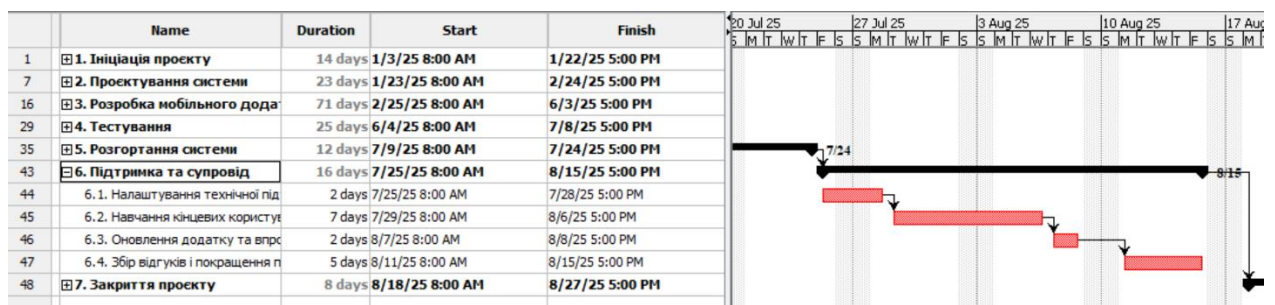 Name Duration Start Finish
20 Jul 25 27 Jul 25 3 Aug 25 10 Aug 25 17 Aug
S M T W T F S S M T W T F S S M T W T F S S M T W T F S S M
1 1. Ініціація проєкту 14 days 1/3/25 8:00 AM 1/22/25 5:00 PM
7 2. Проєктування системи 23 days 1/23/25 8:00 AM 2/24/25 5:00 PM
16 3. Розробка мобільного дода 71 days 2/25/25 8:00 AM 6/3/25 5:00 PM
29 4. Тестування 25 days 6/4/25 8:00 AM 7/8/25 5:00 PM
35 5. Розгортання системи 12 days 7/9/25 8:00 AM 7/24/25 5:00 PM 7/24
43 6. Підтримка та супровід 16 days 7/25/25 8:00 AM 8/15/25 5:00 PM 8/15
44 6.1. Налаштування технічної під 2 days 7/25/25 8:00 AM 7/28/25 5:00 PM
45 6.2. Навчання кінцевих користу 7 days 7/29/25 8:00 AM 8/6/25 5:00 PM
46 6.3. Оновлення додатку та впро 2 days 8/7/25 8:00 AM 8/8/25 5:00 PM
47 6.4. Збір відгуків і покращення п 5 days 8/11/25 8:00 AM 8/15/25 5:00 PM
48 7. Закриття проєкту 8 days 8/18/25 8:00 AM 8/27/25 5:00 PM